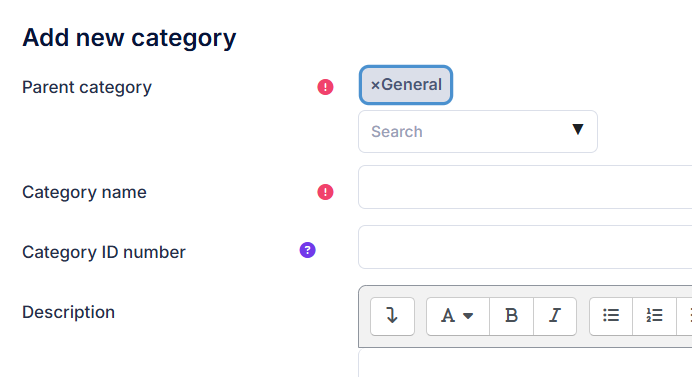 Add new category
Parent category
×General
Search
Category name
Category ID number
Description
A B I